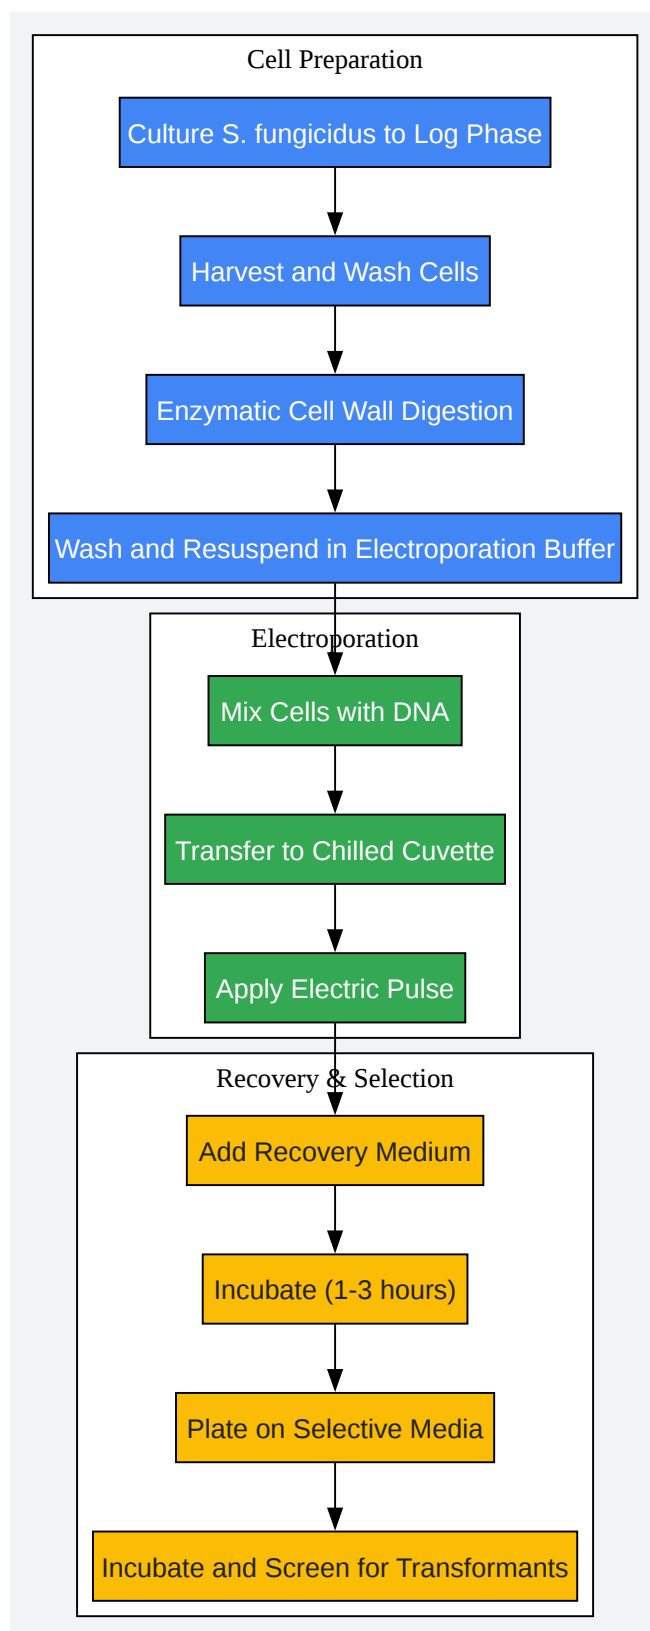 Cell Preparation
Culture S. fungicidus to Log Phase
Harvest and Wash Cells
Enzymatic Cell Wall Digestion
Wash and Resuspend in Electroporation Buffer
Electroporation
Mix Cells with DNA
Transfer to Chilled Cuvette
Apply Electric Pulse
Recovery & Selection
Add Recovery Medium
Incubate (1-3 hours)
Plate on Selective Media
Incubate and Screen for Transformants